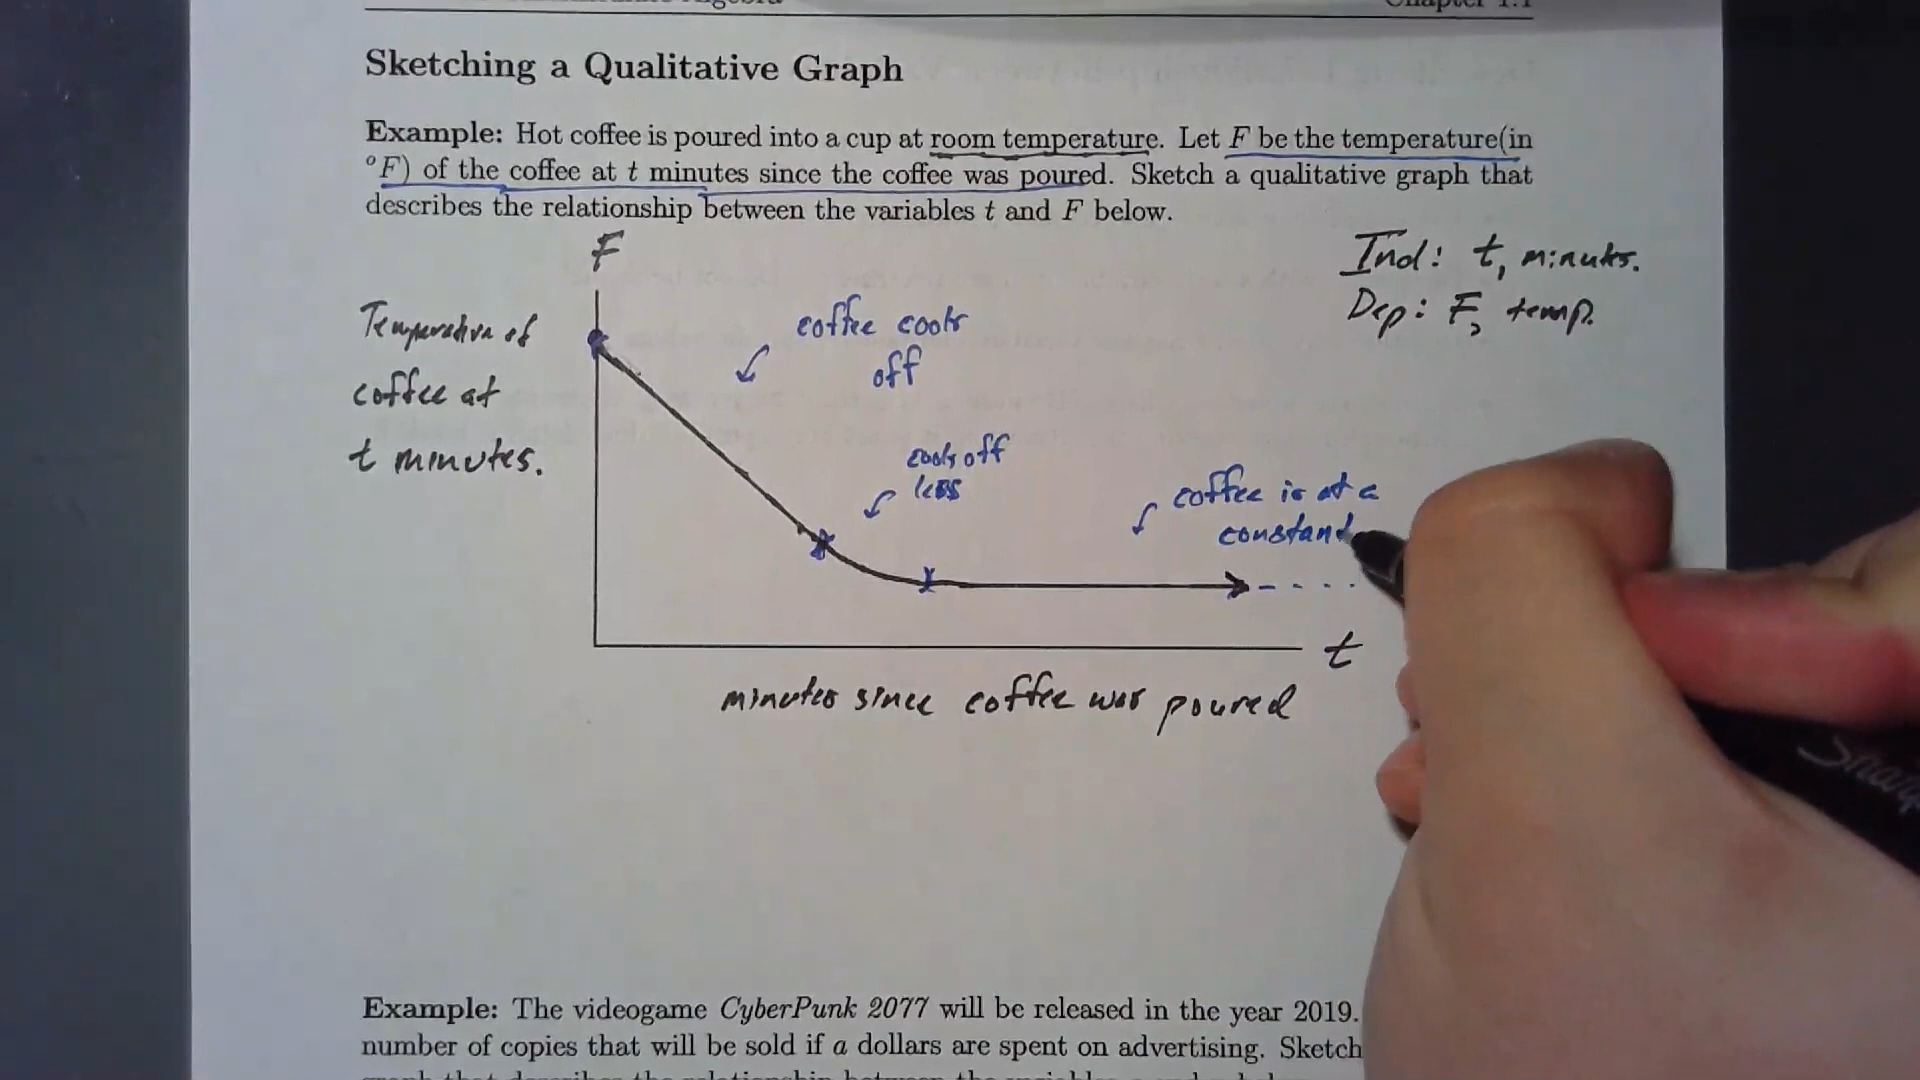 Chapter 1.1
Sketching a Qualitative Graph
Example: Hot coffee is poured into a cup at room temperature. Let F be the temperature(in
°F) of the coffee at t minutes since the coffee was poured. Sketch a qualitative graph that
describes the relationship between the variables t and F below.
F
Ind: t, minutes.
Dep: F, temp.
Temperature of
coffee at
t minutes.
coffee cools
off
cools off
less
coffee is at a
constant
t
minutes since coffee was poured
Example: The videogame CyberPunk 2077 will be released in the year 2019.
number of copies that will be sold if a dollars are spent on advertising. Sketch